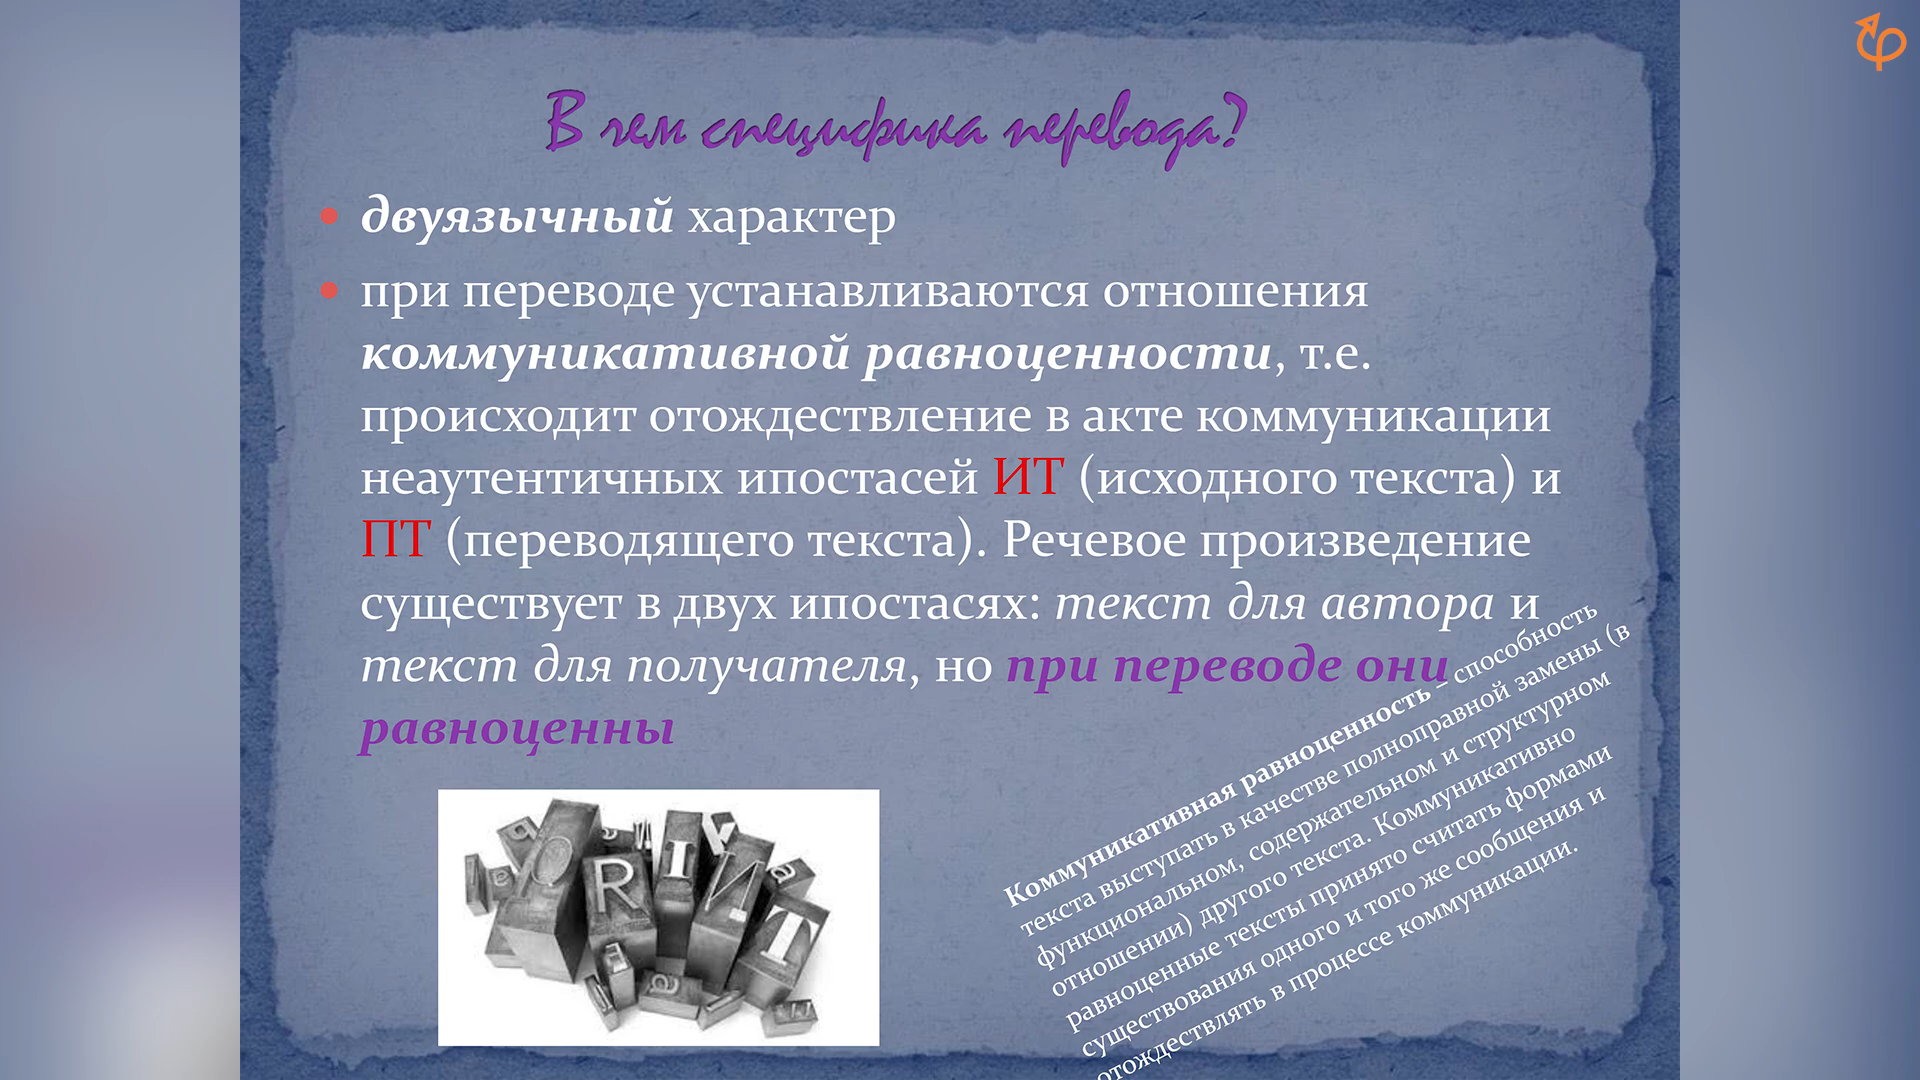 В чем специфика перевода?
двуязычный характер
при переводе устанавливаются отношения
коммуникативной равноценности, т.е.
происходит отождествление в акте коммуникации
неаутентичных ипостасей ИТ (исходного текста) и
ПТ (переводящего текста). Речевое произведение
существует в двух ипостасях: текст для автора и
текст для получателя, но при переводе они
равноценны
Коммуникативная равноценность – способность
текста выступать в качестве полноправной замены (в
функциональном, содержательном и структурном
отношении) другого текста. Коммуникативно
равноценные тексты принято считать формами
существования одного и того же сообщения и
отождествлять в процессе коммуникации.